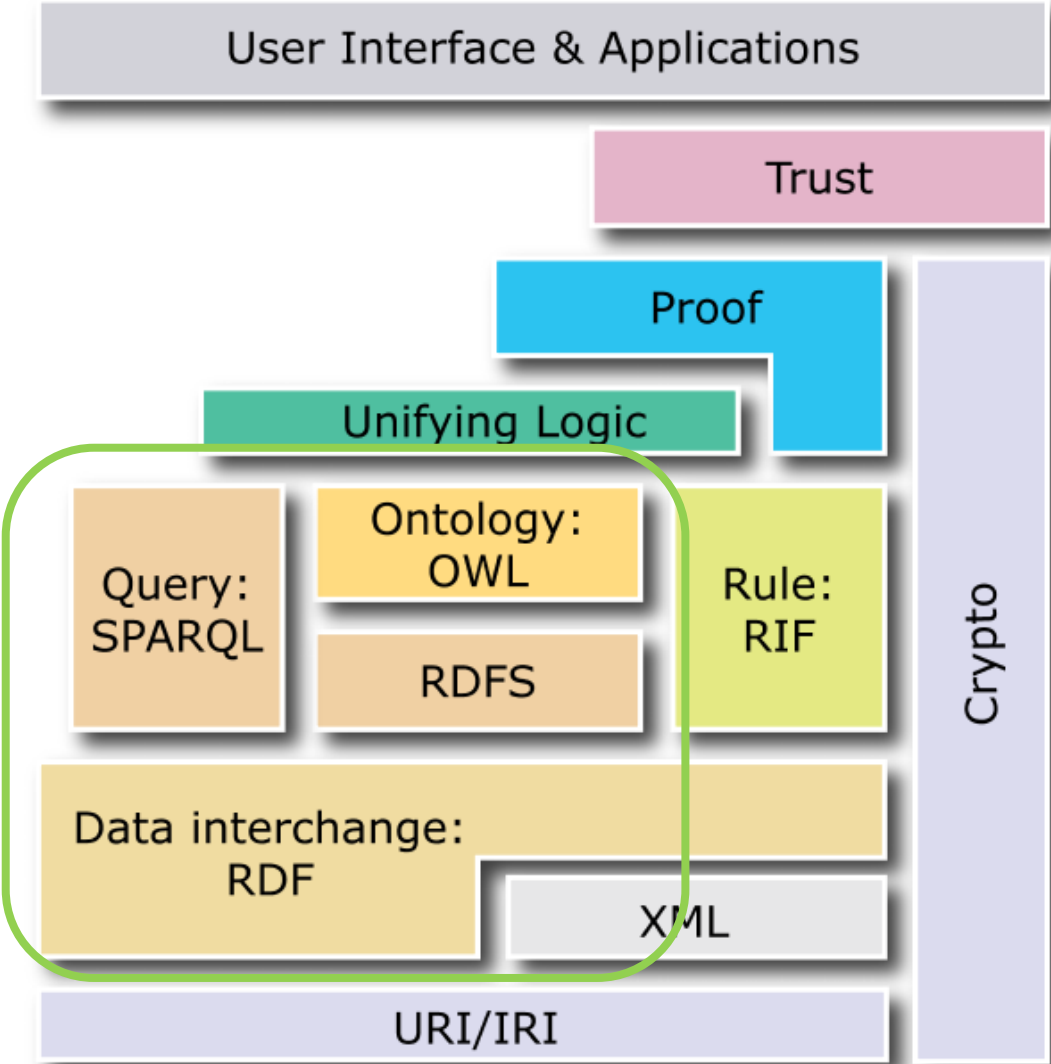 User Interface & Applications
Trust
Proof
Unifying Logic
Ontology:
OWL
Query:
SPARQL
Rule:
RIF
RDFS
Crypto
Data interchange:
RDF
XML
URI/IRI